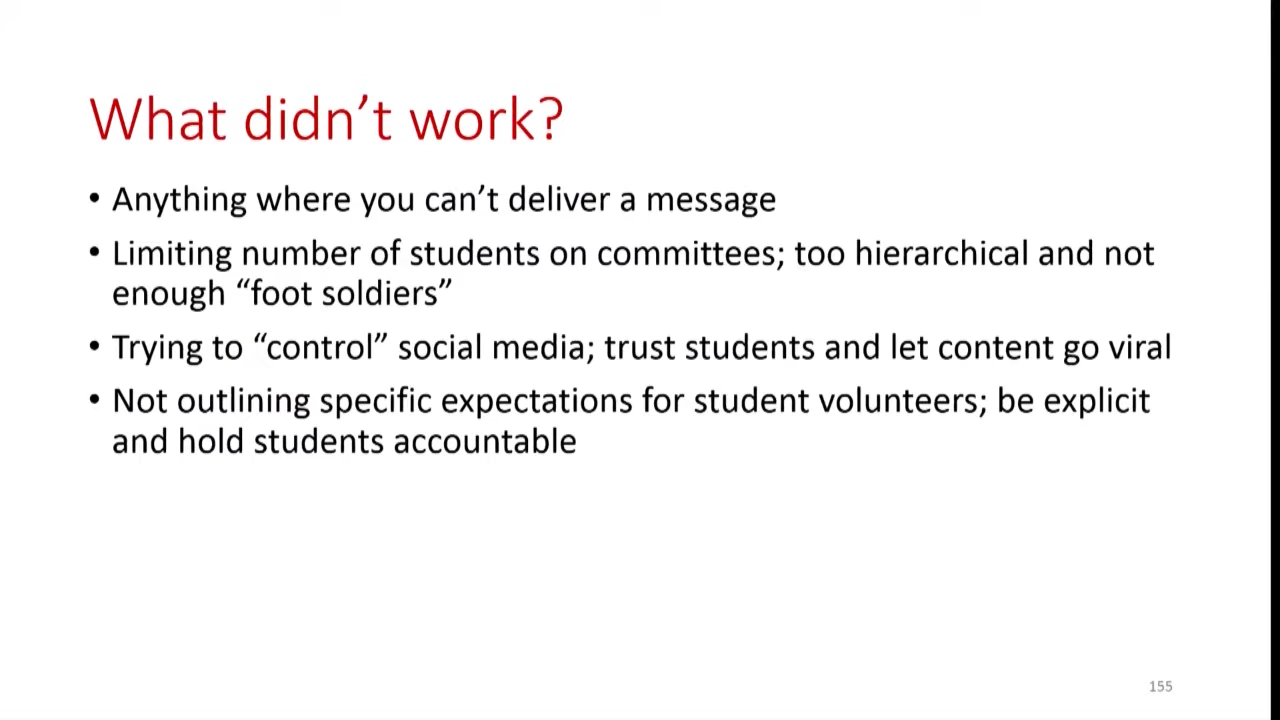 What didn’t work?
• Anything where you can’t deliver a message
• Limiting number of students on committees; too hierarchical and not
enough “foot soldiers”
• Trying to “control” social media; trust students and let content go viral
• Not outlining specific expectations for student volunteers; be explicit
and hold students accountable
155